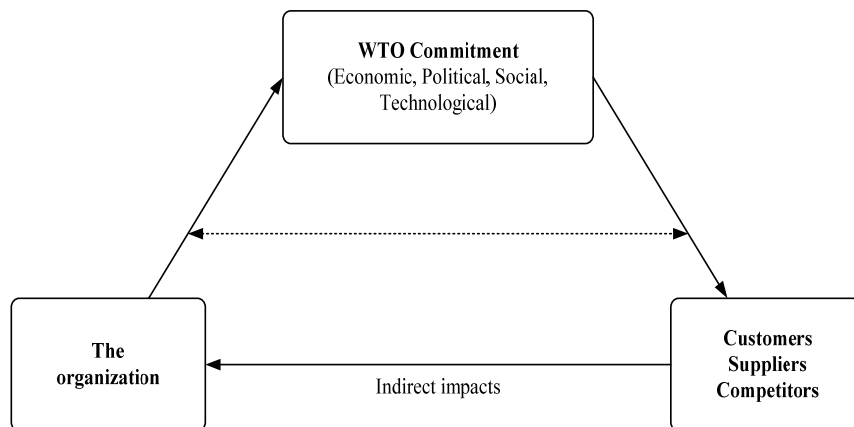 WTO Commitment
(Economic, Political, Social,
Technological)
The
organization
Indirect impacts
Customers
Suppliers
Competitors